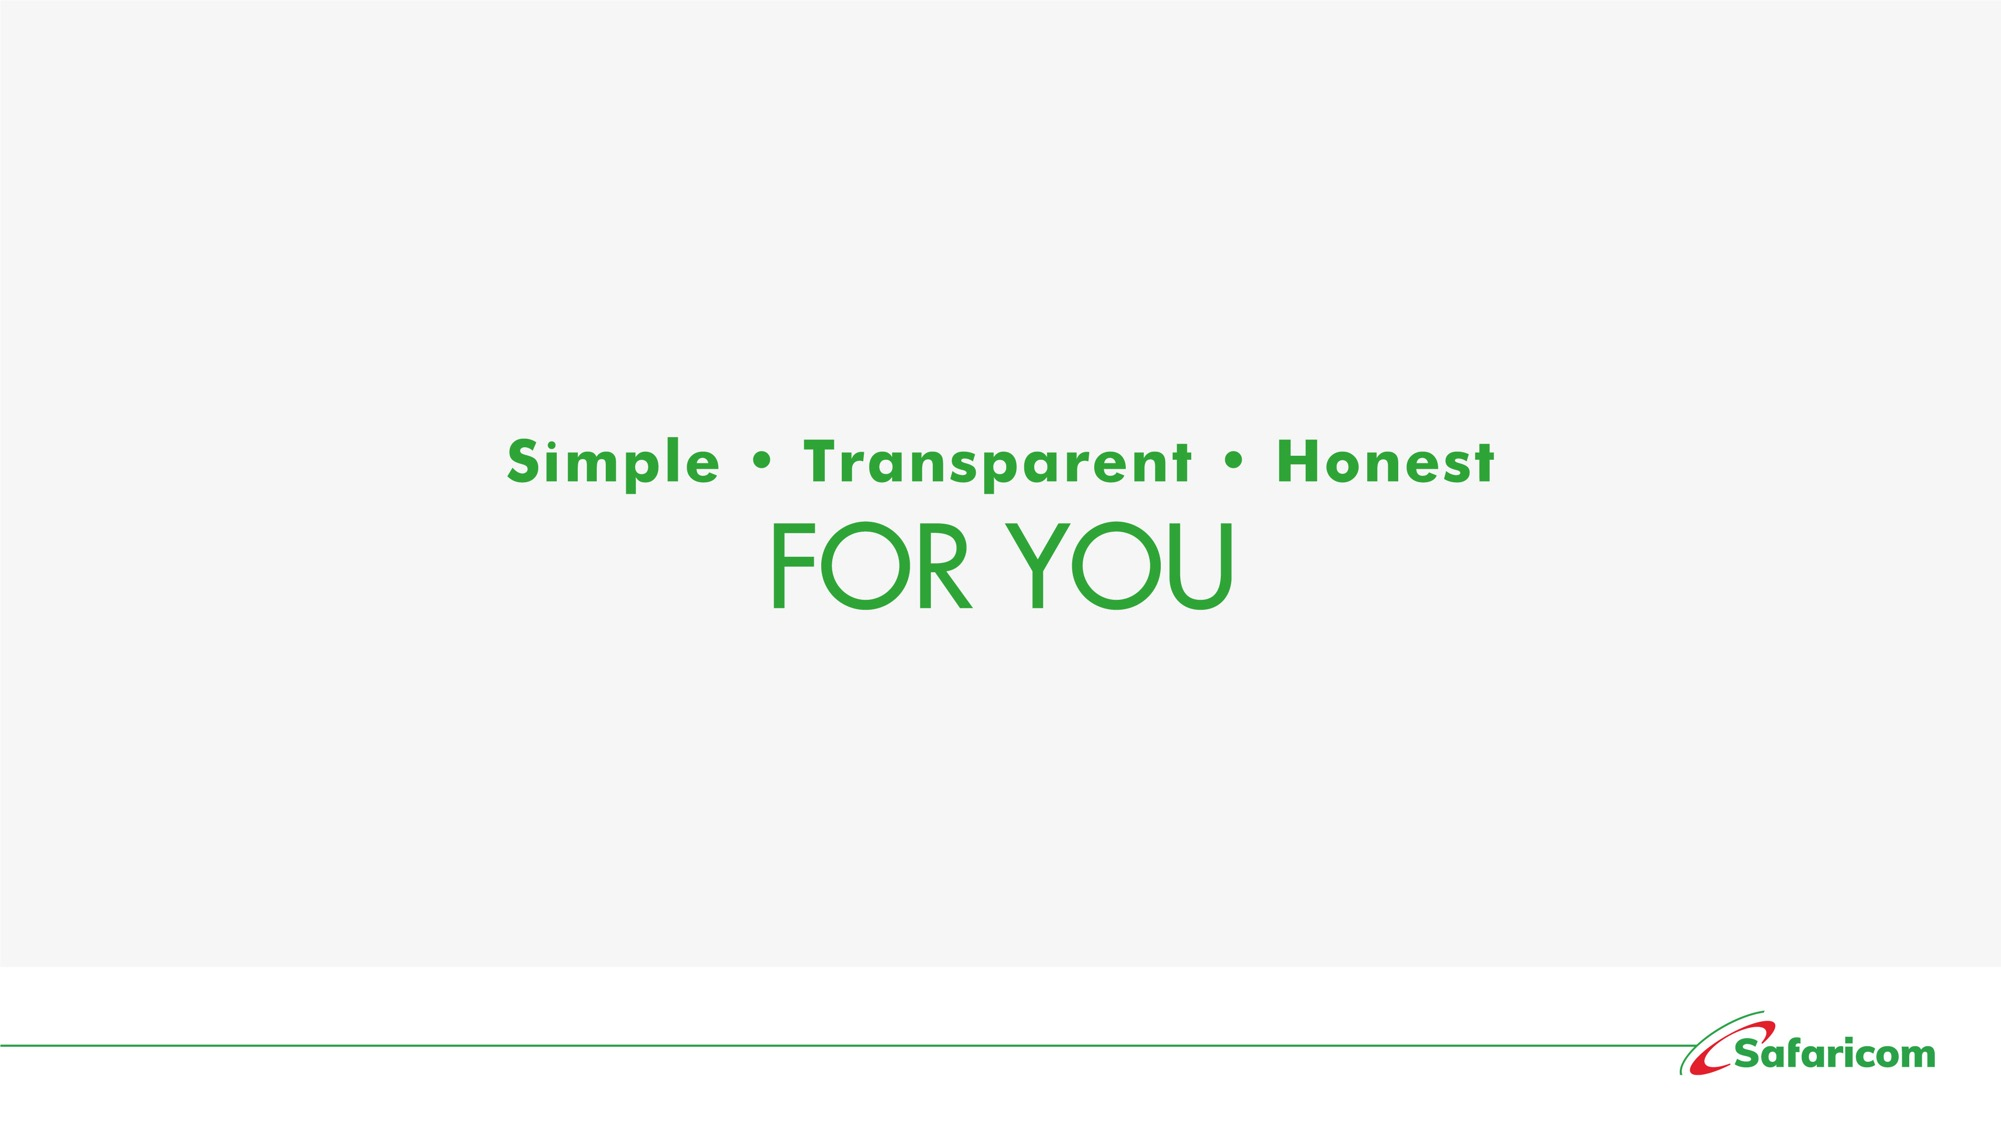 Simple • Transparent • Honest
FOR YOU
Safaricom